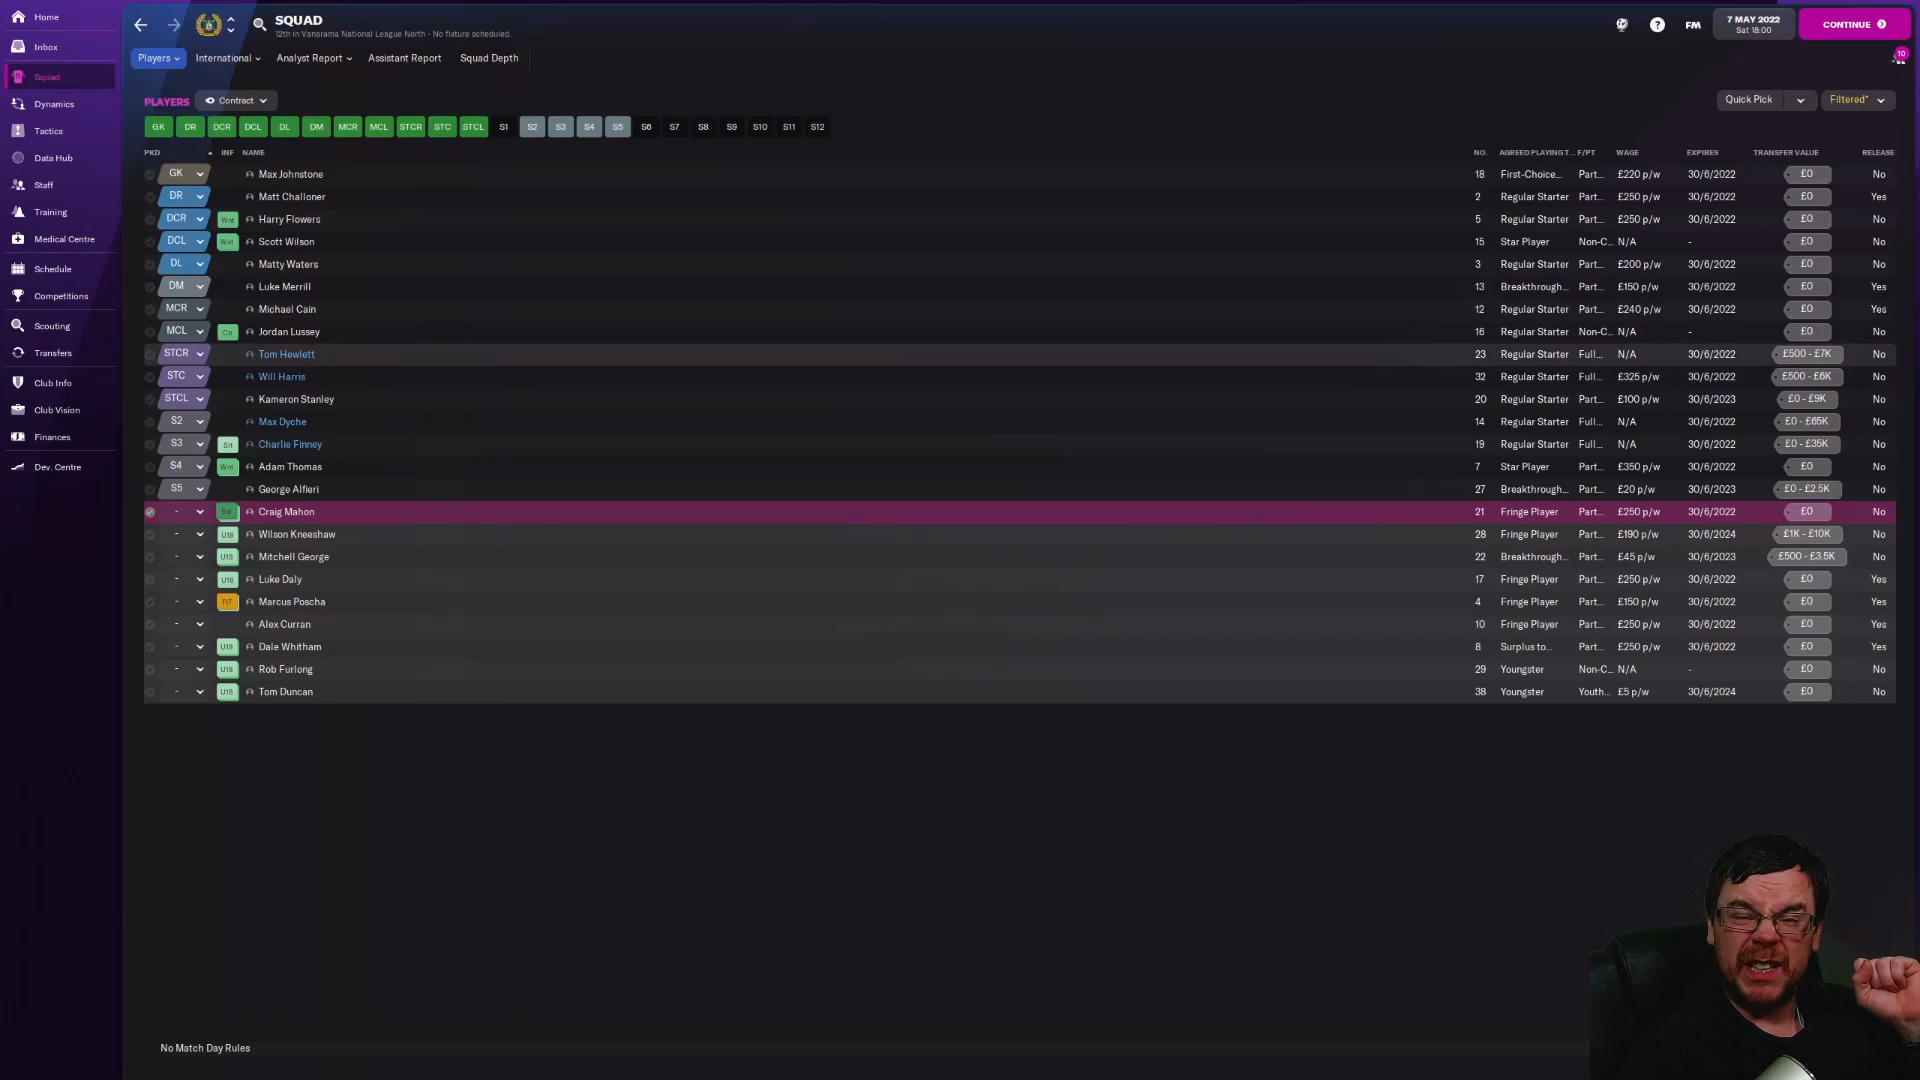 Home
Inbox
Squad
Dynamics
Tactics
Data Hub
Staff
Training
Medical Centre
Schedule
Competitions
Scouting
Transfers
Club Info
Club Vision
Finances
Dev. Centre
SQUAD
12th in Vanarama National League North - No fixture scheduled.
? FM 7 MAY 2022 Sat 18:00 CONTINUE
10
Players International Analyst Report Assistant Report Squad Depth
PLAYERS Contract Quick Pick Filtered*
GK DR DCR DCL DL DM MCR MCL STCR STC STCL S1 S2 S3 S4 S5 S6 S7 S8 S9 S10 S11 S12
PKD INF NAME NO. AGREED PLAYING T... F/PT WAGE EXPIRES TRANSFER VALUE RELEASE
GK Max Johnstone 18 First-Choice... Part... £220 p/w 30/6/2022 £0 No
DR Matt Challoner 2 Regular Starter Part... £250 p/w 30/6/2022 £0 Yes
DCR Wnt Harry Flowers 5 Regular Starter Part... £250 p/w 30/6/2022 £0 No
DCL Wnt Scott Wilson 15 Star Player Non-C... N/A - £0 No
DL Matty Waters 3 Regular Starter Part... £200 p/w 30/6/2022 £0 No
DM Luke Merrill 13 Breakthrough... Part... £150 p/w 30/6/2022 £0 Yes
MCR Michael Cain 12 Regular Starter Part... £240 p/w 30/6/2022 £0 Yes
MCL Ctr Jordan Lussey 16 Regular Starter Non-C... N/A - £0 No
STCR Tom Hewlett 23 Regular Starter Full... N/A 30/6/2022 £500 - £7K No
STC Will Harris 32 Regular Starter Full... £325 p/w 30/6/2022 £500 - £6K No
STCL Kameron Stanley 20 Regular Starter Part... £100 p/w 30/6/2023 £0 - £9K No
S2 Max Dyche 14 Regular Starter Full... N/A 30/6/2022 £0 - £65K No
S3 Slt Charlie Finney 19 Regular Starter Full... N/A 30/6/2022 £0 - £35K No
S4 Wnt Adam Thomas 7 Star Player Part... £350 p/w 30/6/2022 £0 No
S5 George Alfieri 27 Breakthrough... Part... £20 p/w 30/6/2023 £0 - £2.5K No
- Craig Mahon 21 Fringe Player Part... £250 p/w 30/6/2022 £0 No
- U18 Wilson Kneeshaw 28 Fringe Player Part... £190 p/w 30/6/2024 £1K - £10K No
- U18 Mitchell George 22 Breakthrough... Part... £45 p/w 30/6/2023 £500 - £3.5K No
- U18 Luke Daly 17 Fringe Player Part... £250 p/w 30/6/2022 £0 Yes
- Marcus Poscha 4 Fringe Player Part... £150 p/w 30/6/2022 £0 Yes
- Alex Curran 10 Fringe Player Part... £250 p/w 30/6/2022 £0 Yes
- U18 Dale Whitham 8 Surplus to... Part... £250 p/w 30/6/2022 £0 Yes
- U18 Rob Furlong 29 Youngster Non-C... N/A - £0 No
- U18 Tom Duncan 38 Youngster Youth... £5 p/w 30/6/2024 £0 No
No Match Day Rules